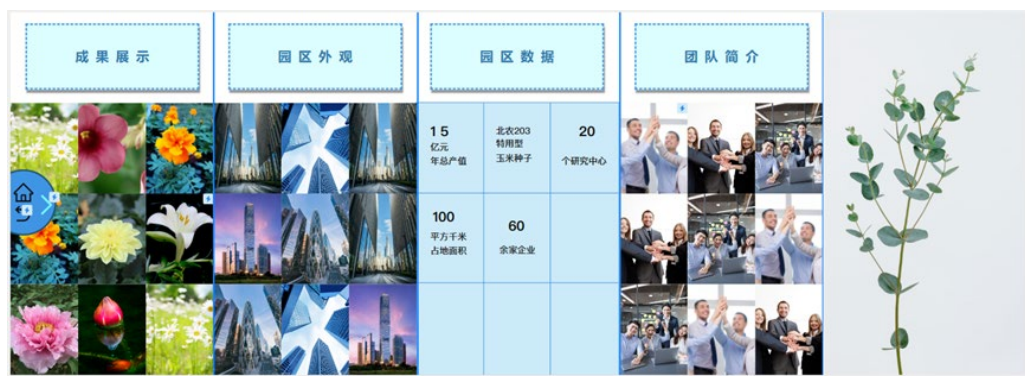 成果展示
园区外观
园区数据
团队简介
15
亿元
年总产值
北农203
特用型
玉米种子
20
个研究中心
100
平方千米
占地面积
60
余家企业